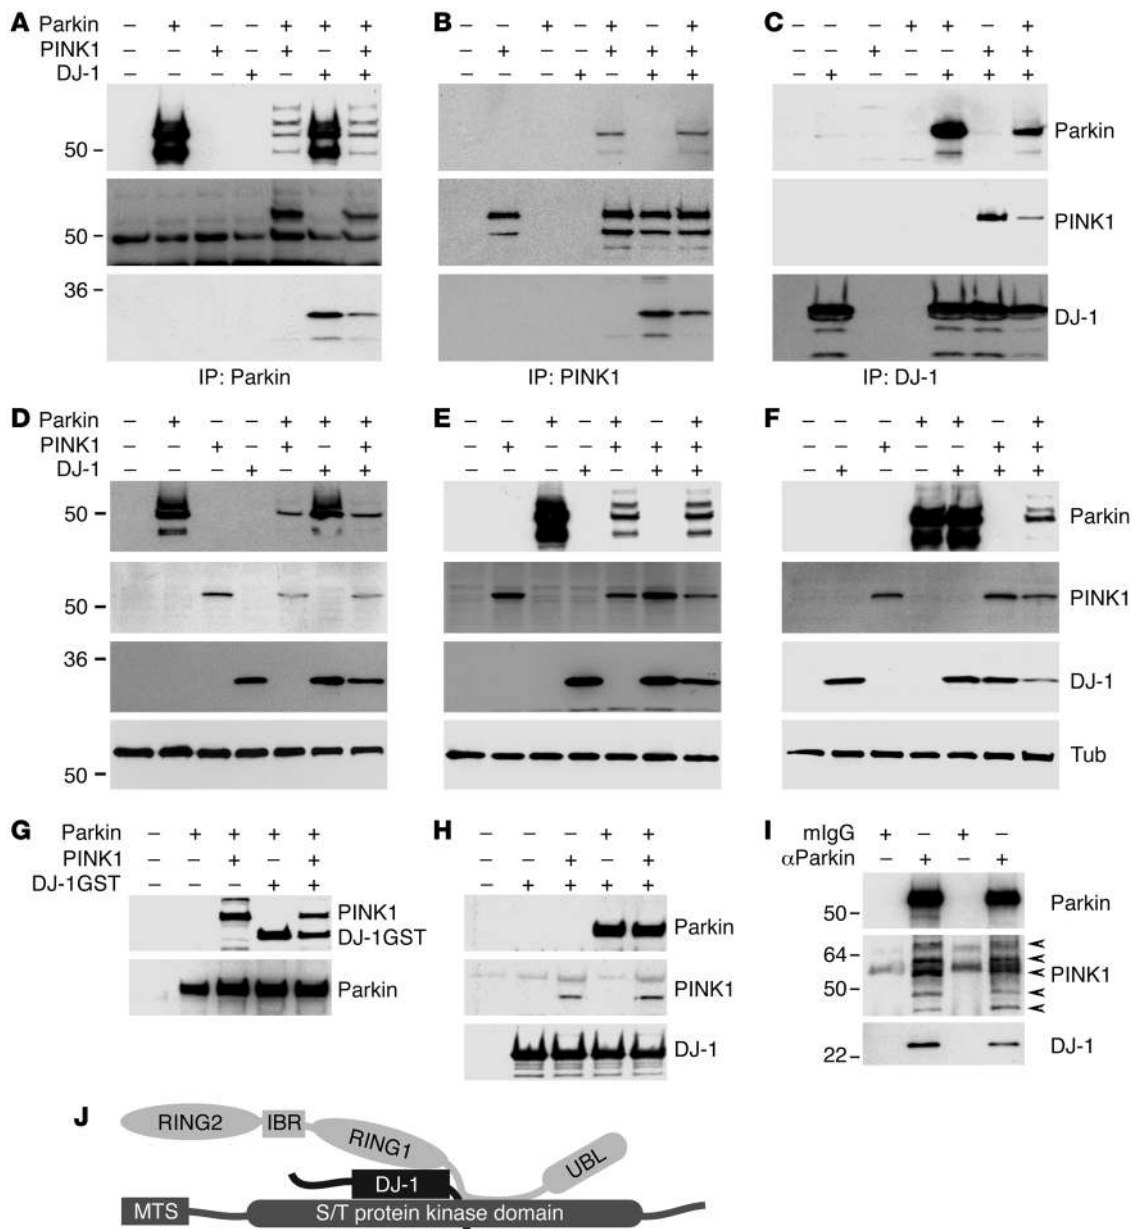 A Parkin – + – – + + + B – – + – + – + C – – – + + – +
PINK1 – – + – + – + – + – – + + + – – + – – + +
DJ-1 – – – + – + + – – – + – + + – + – – + + +
50 Parkin
50 PINK1
36 DJ-1
IP: Parkin IP: PINK1 IP: DJ-1
D Parkin – + – – + + + E – – + – + – + F – – – + + – +
PINK1 – – + – + – + – + – – + + + – – + – – + +
DJ-1 – – – + – + + – – – + – + + – + – – + + +
50 Parkin
50 PINK1
36 DJ-1
50 Tub
G Parkin – + + + + H – – – + + I mIgG + – + –
PINK1 – – + – + – – + – + αParkin – + – +
DJ-1GST – – – + + – + + + +
PINK1
DJ-1GST
Parkin
Parkin
PINK1
DJ-1
50 Parkin
64
PINK1
50
22 DJ-1
J
RING2 IBR RING1 UBL
DJ-1
MTS S/T protein kinase domain